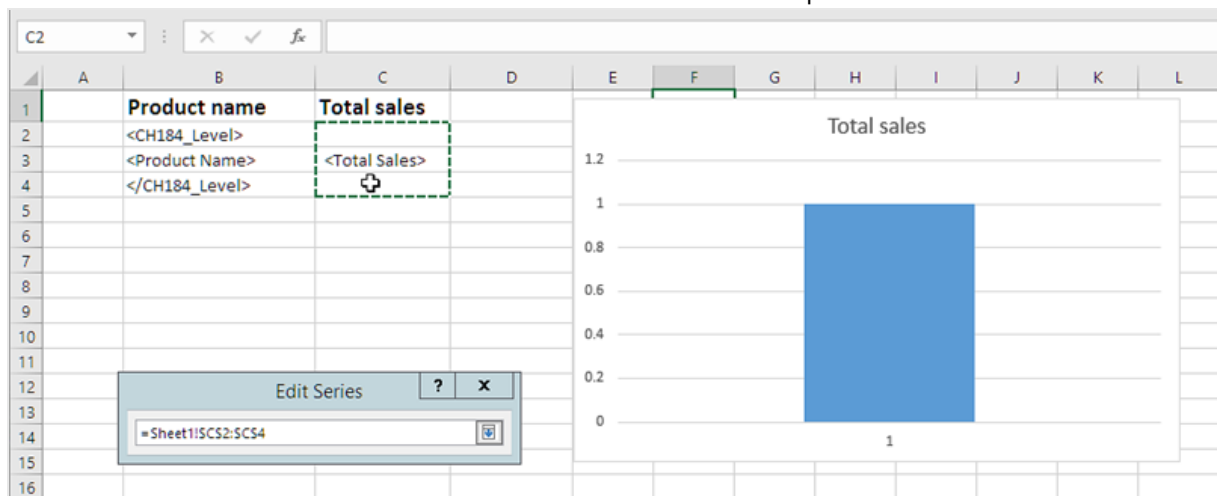 C2 fx
A B C D E F G H I J K L
1 Product name Total sales
2 <CH184_Level>
3 <Product Name> <Total Sales>
4 </CH184_Level>
5
6
7
8
9
10
11
12
13
14
15
16
Total sales
1.2
1
0.8
0.6
0.4
0.2
0
1
Edit Series ? x
=Sheet1!$C$2:$C$4